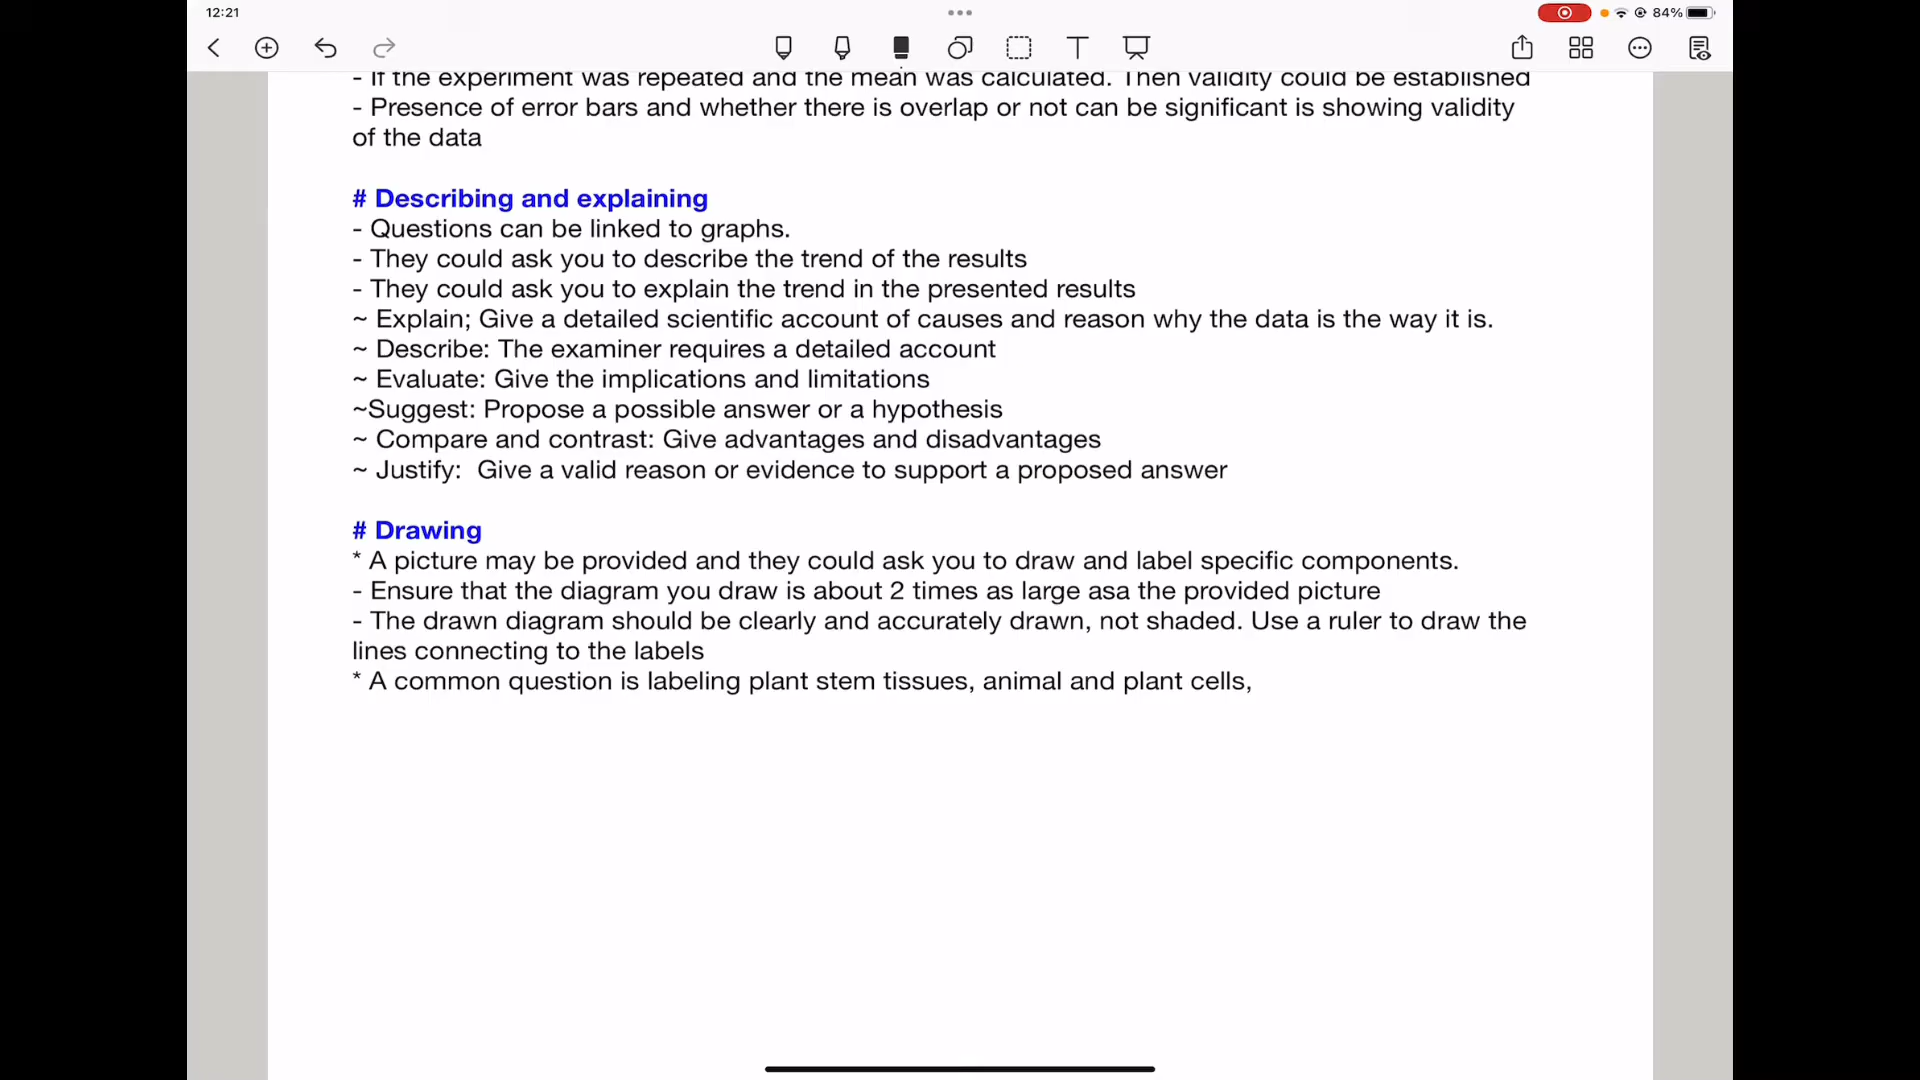 12:21
84%
- If the experiment was repeated and the mean was calculated. Then validity could be established
- Presence of error bars and whether there is overlap or not can be significant is showing validity
of the data
# Describing and explaining
- Questions can be linked to graphs.
- They could ask you to describe the trend of the results
- They could ask you to explain the trend in the presented results
~ Explain; Give a detailed scientific account of causes and reason why the data is the way it is.
~ Describe: The examiner requires a detailed account
~ Evaluate: Give the implications and limitations
~Suggest: Propose a possible answer or a hypothesis
~ Compare and contrast: Give advantages and disadvantages
~ Justify:  Give a valid reason or evidence to support a proposed answer
# Drawing
* A picture may be provided and they could ask you to draw and label specific components.
- Ensure that the diagram you draw is about 2 times as large asa the provided picture
- The drawn diagram should be clearly and accurately drawn, not shaded. Use a ruler to draw the
lines connecting to the labels
* A common question is labeling plant stem tissues, animal and plant cells,